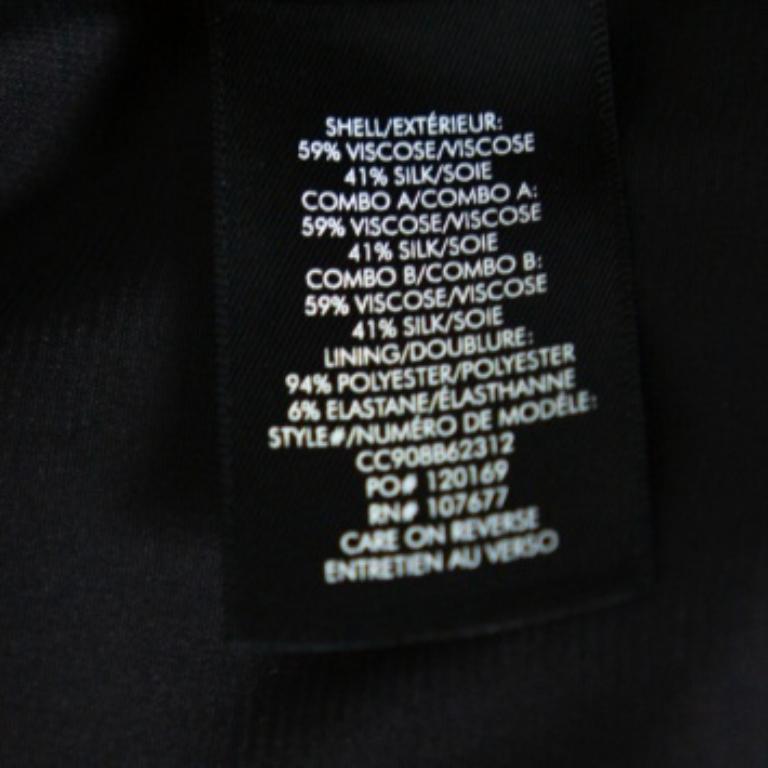 SHELL/EXTÉRIEUR:
59% VISCOSE/VISCOSE
41% SILK/SOIE
COMBO A/COMBO A:
59% VISCOSE/VISCOSE
41% SILK/SOIE
COMBO B/COMBO B:
59% VISCOSE/VISCOSE
41% SILK/SOIE
LINING/DOUBLURE:
94% POLYESTER/POLYESTER
6% ELASTANE/ÉLASTHANNE
STYLE#/NUMÉRO DE MODÈLE:
CC908B62312
PO# 120169
RN# 107677
CARE ON REVERSE
ENTRETIEN AU VERSO